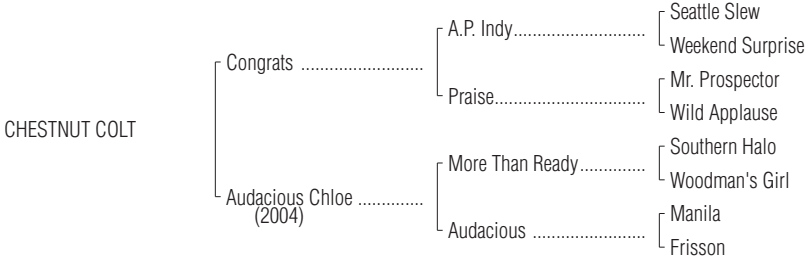 Seattle Slew
A.P. Indy..............................
Weekend Surprise
Congrats ...........................
Mr. Prospector
Praise..................................
Wild Applause
CHESTNUT COLT
Southern Halo
More Than Ready...............
Woodman's Girl
Audacious Chloe ...............
(2004)
Manila
Audacious .........................
Frisson